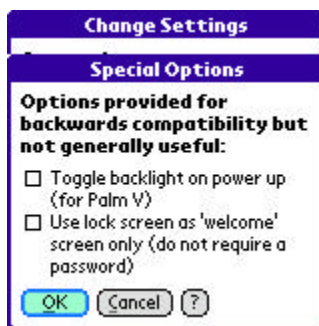 Change Settings
Special Options
Options provided for
backwards compatibility but
not generally useful:
Toggle backlight on power up
(for Palm V)
Use lock screen as 'welcome'
screen only (do not require a
password)
OK Cancel ?